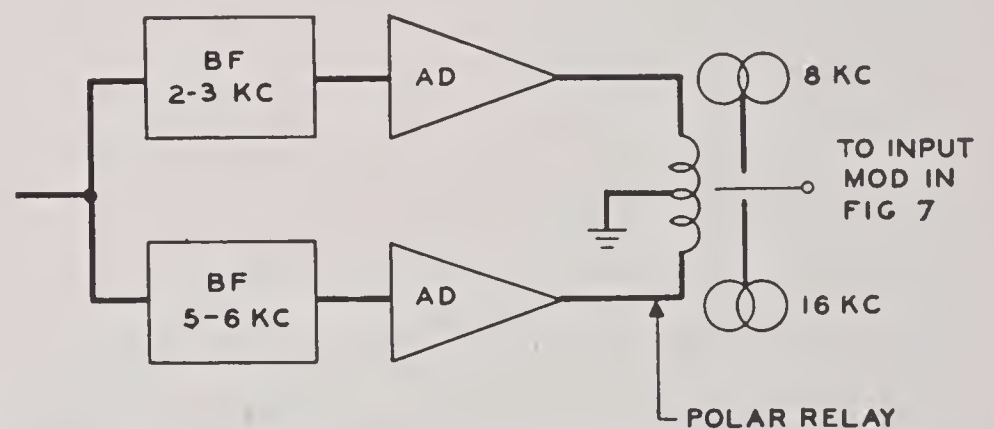 BF
2-3 KC
AD
8 KC
TO INPUT
MOD IN
FIG 7
BF
5-6 KC
AD
16 KC
POLAR RELAY